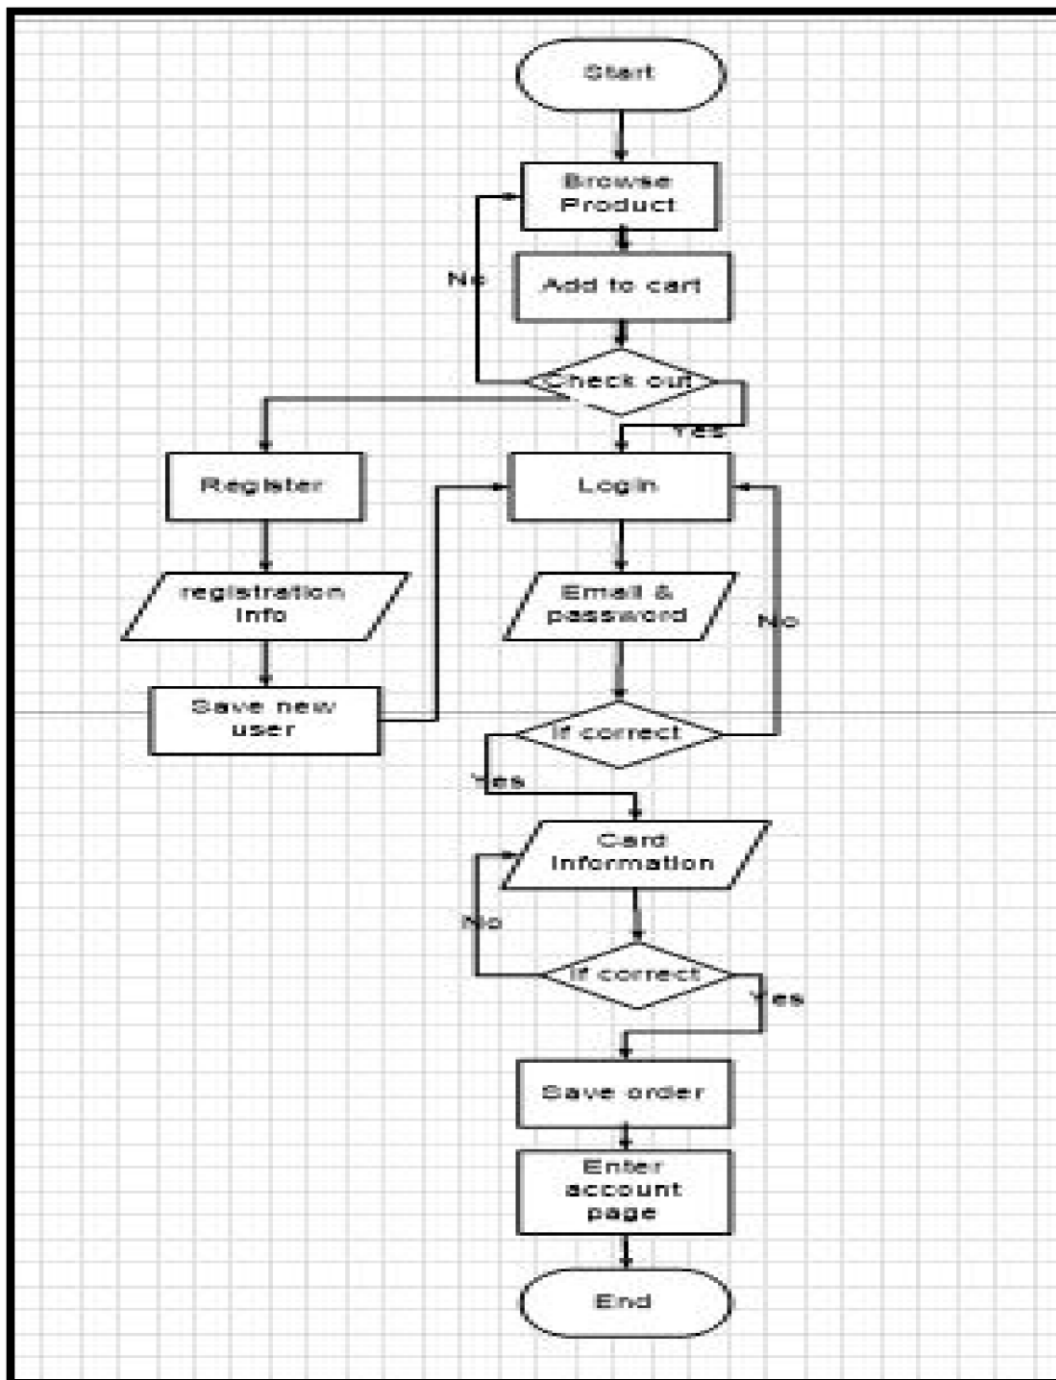 Start
Browse
Product
No
Add to cart
Check out
Yes
Register
Login
registration
info
Email &
password
No
Save new
user
If correct
Yes
Card
information
No
If correct
Yes
Save order
Enter
account
page
End